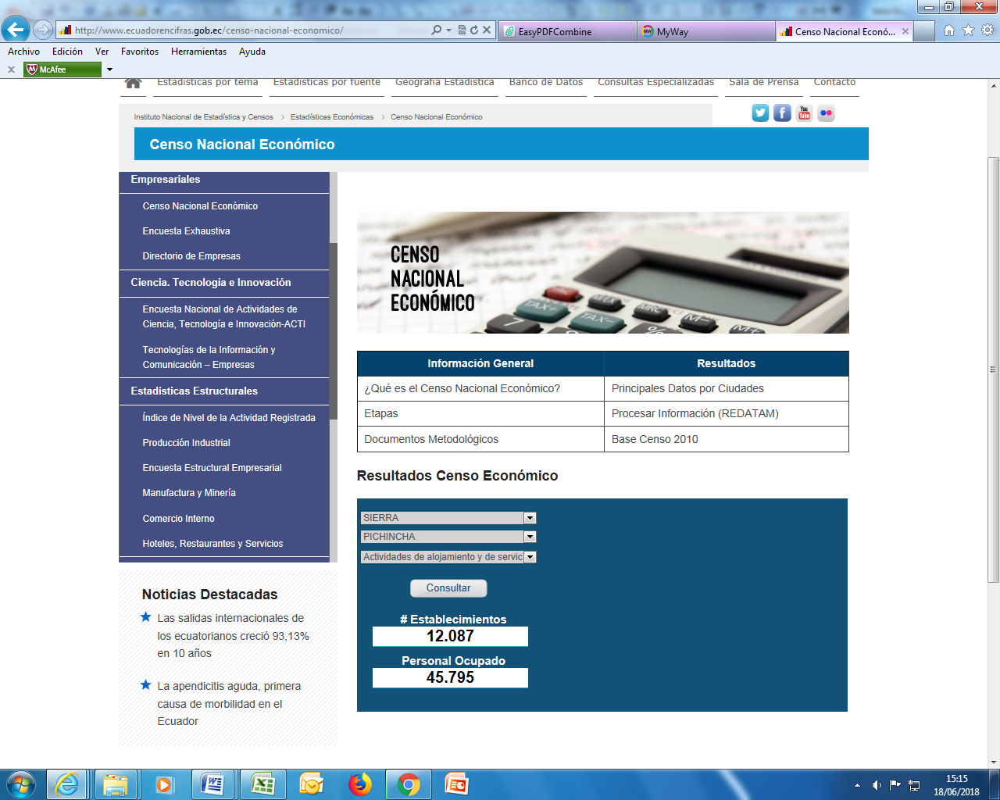 http://www.ecuadorencifras.gob.ec/censo-nacional-economico/
EasyPDFCombine
MyWay
Censo Nacional Econó...
Archivo Edición Ver Favoritos Herramientas Ayuda
McAfee
Estadísticas por tema Estadísticas por fuente Geografía Estadística Banco de Datos Consultas Especializadas Sala de Prensa Contacto
Instituto Nacional de Estadística y Censos > Estadísticas Económicas > Censo Nacional Económico
You Tube
Censo Nacional Económico
Empresariales
Censo Nacional Económico
Encuesta Exhaustiva
Directorio de Empresas
Ciencia. Tecnología e Innovación
Encuesta Nacional de Actividades de
Ciencia, Tecnología e Innovación-ACTI
Tecnologías de la Información y
Comunicación – Empresas
Estadísticas Estructurales
Índice de Nivel de la Actividad Registrada
Producción Industrial
Encuesta Estructural Empresarial
Manufactura y Minería
Comercio Interno
Hoteles, Restaurantes y Servicios
Noticias Destacadas
Las salidas internacionales de
los ecuatorianos creció 93,13%
en 10 años
La apendicitis aguda, primera
causa de morbilidad en el
Ecuador
CENSO
NACIONAL
ECONÓMICO
TAX+ TAX- MRC M- M+
7 %
Información General Resultados
¿Qué es el Censo Nacional Económico? Principales Datos por Ciudades
Etapas Procesar Información (REDATAM)
Documentos Metodológicos Base Censo 2010
Resultados Censo Económico
SIERRA
PICHINCHA
Actividades de alojamiento y de servic
Consultar
# Establecimientos
12.087
Personal Ocupado
45.795
15:15
18/06/2018